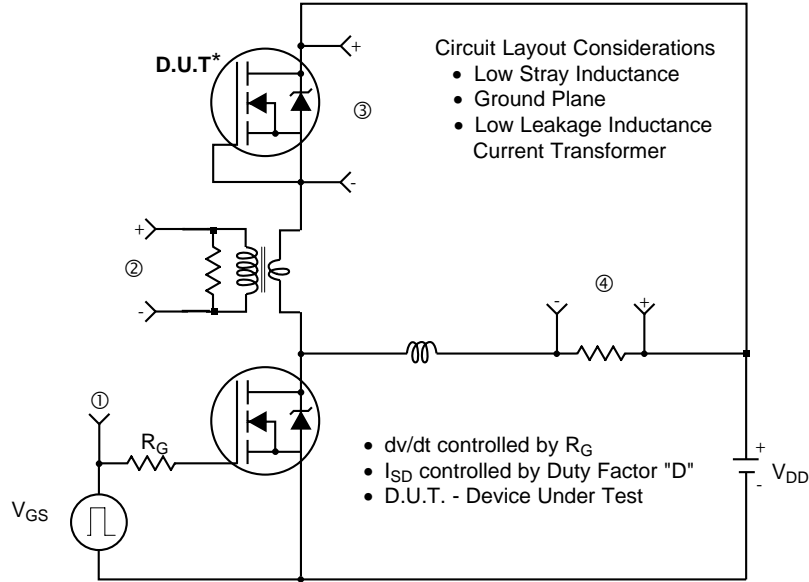 D.U.T*
+
Circuit Layout Considerations
• Low Stray Inductance
• Ground Plane
• Low Leakage Inductance
Current Transformer
③
-
+
②
-
④
-
+
①
RG
VGS
• dv/dt controlled by RG
• ISD controlled by Duty Factor "D"
• D.U.T. - Device Under Test
+
VDD
-